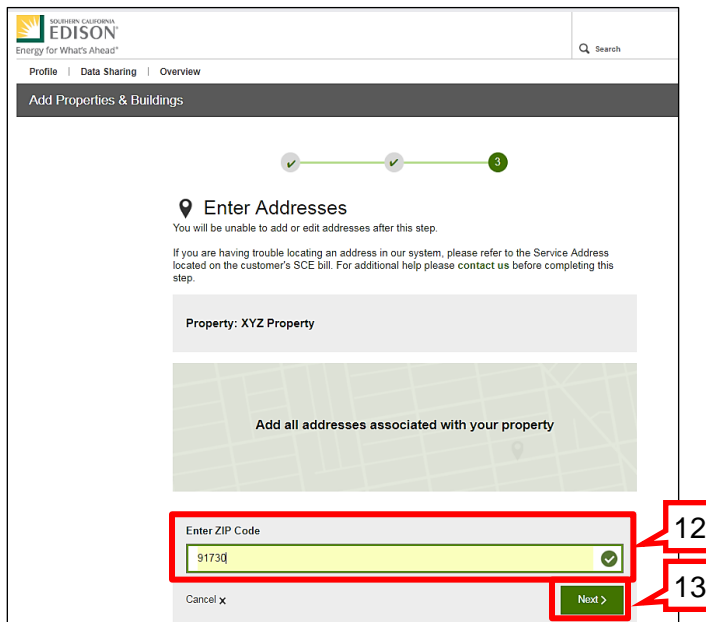 SOUTHERN CALIFORNIA
EDISON
Energy for What's Ahead®
Search
Profile | Data Sharing | Overview
Add Properties & Buildings
3
Enter Addresses
You will be unable to add or edit addresses after this step.
If you are having trouble locating an address in our system, please refer to the Service Address
located on the customer's SCE bill. For additional help please contact us before completing this
step.
Property: XYZ Property
Add all addresses associated with your property
Enter ZIP Code
91730
12
Cancel x
Next >
13